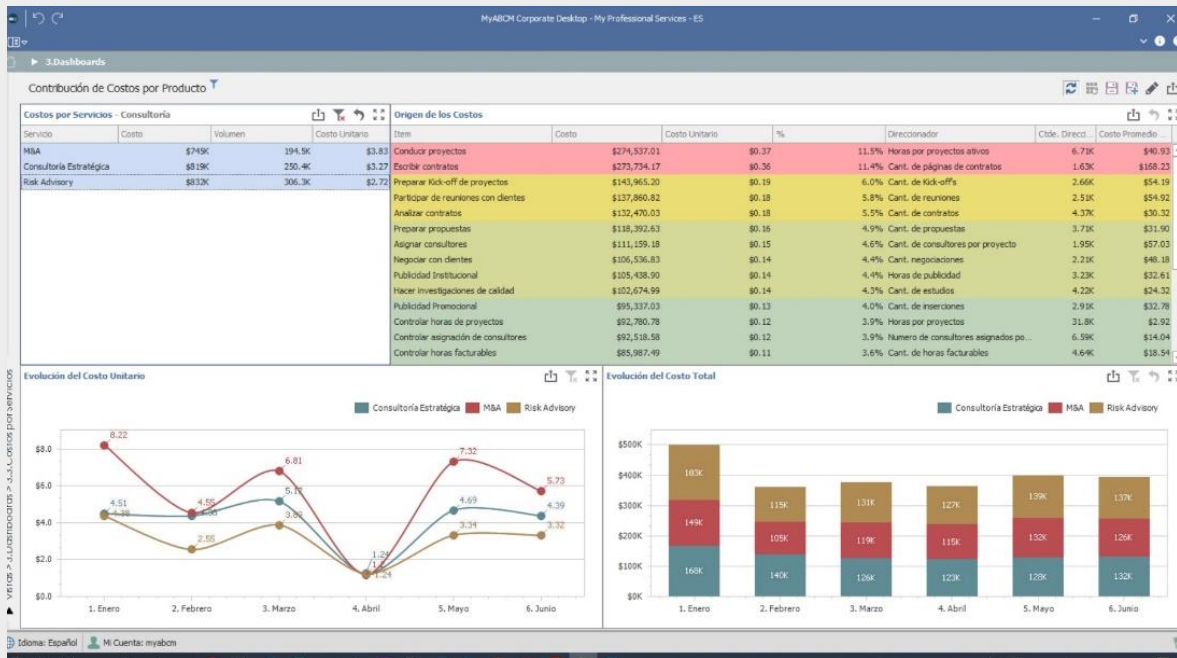 MyABCM Corporate Desktop - My Professional Services - ES
3.Dashboards
Contribución de Costos por Producto
Costos por Servicios - Consultoría
Servicio Costo Volumen Costo Unitario
M&A $749K 194.5K $3.83
Consultoría Estratégica $819K 250.4K $3.27
Risk Advisory $832K 306.3K $2.72
Origen de los Costos
Item Costo Costo Unitario % Direccionador Ctde. Direcci... Costo Promedio ...
Conducir proyectos $274,537.01 $0.37 11.5% Horas por proyectos ativos 6.71K $40.93
Escribir contratos $273,734.17 $0.36 11.4% Cant. de páginas de contratos 1.63K $168.23
Preparar Kick-off de proyectos $143,965.20 $0.19 6.0% Cant. de Kick-off's 2.66K $54.19
Participar de reuniones con clientes $137,860.82 $0.18 5.8% Cant. de reuniones 2.51K $54.92
Analizar contratos $132,470.03 $0.18 5.5% Cant. de contratos 4.37K $30.32
Preparar propuestas $118,392.63 $0.16 4.9% Cant. de propuestas 3.71K $31.90
Asignar consultores $111,159.18 $0.15 4.6% Cant. de consultores por proyecto 1.95K $57.03
Negociar con clientes $106,536.83 $0.14 4.4% Cant. negociaciones 2.21K $48.18
Publicidad Institucional $105,438.90 $0.14 4.4% Horas de publicidad 3.23K $32.61
Hacer investigaciones de calidad $102,674.99 $0.14 4.3% Cant. de estudios 4.22K $24.32
Publicidad Promocional $95,337.03 $0.13 4.0% Cant. de inserciones 2.91K $32.78
Controlar horas de proyectos $92,780.78 $0.12 3.9% Horas por proyectos 31.8K $2.92
Controlar asignación de consultores $92,518.58 $0.12 3.9% Numero de consultores asignados po... 6.59K $14.04
Controlar horas facturables $85,987.49 $0.11 3.6% Cant. de horas facturables 4.64K $18.54
Evolución del Costo Unitario
Consultoría Estratégica M&A Risk Advisory
$8.0
$6.0
$4.0
$2.0
$0.0
8.22 4.55 6.81 7.32 5.73
4.51 5.17 1.24 4.69 4.39
2.55 1.24 3.34 3.32
1. Enero 2. Febrero 3. Marzo 4. Abril 5. Mayo 6. Junio
Evolución del Costo Total
Consultoría Estratégica M&A Risk Advisory
$500K
$400K
$300K
$200K
$100K
$0K
183K 115K 131K 127K 139K 137K
149K 105K 119K 115K 132K 126K
168K 140K 126K 123K 128K 132K
1. Enero 2. Febrero 3. Marzo 4. Abril 5. Mayo 6. Junio
> 3.Dashboards > 3.3.Costos por Servicios
Idioma: Español Mi Cuenta: myabcm